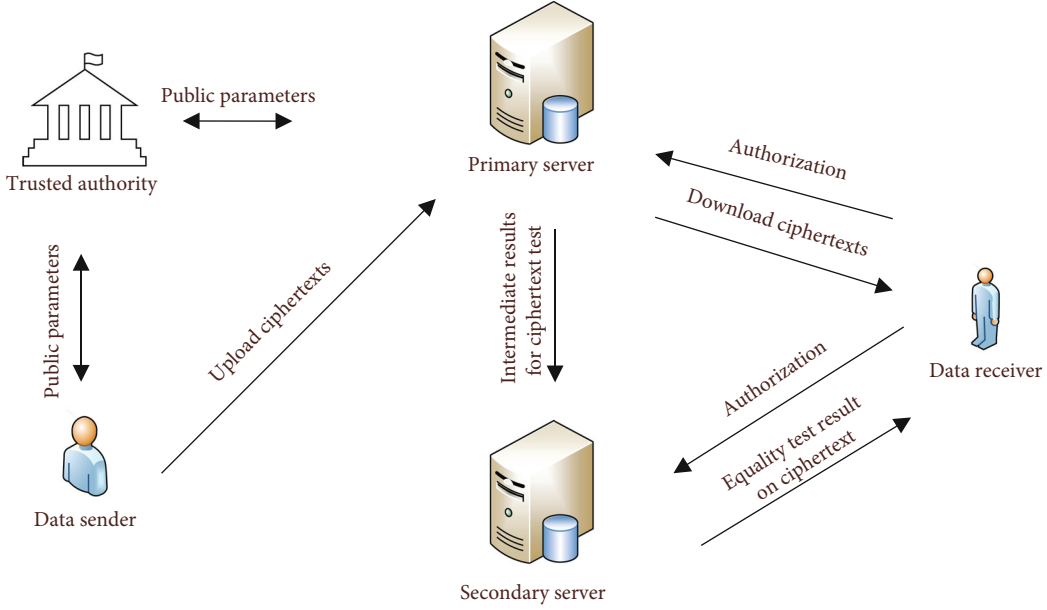 Public parameters
Trusted authority
Primary server
Authorization
Download ciphertexts
Public parameters
Upload ciphertexts
Intermediate results
for ciphertext test
Data receiver
Authorization
Equality test result
on ciphertext
Data sender
Secondary server